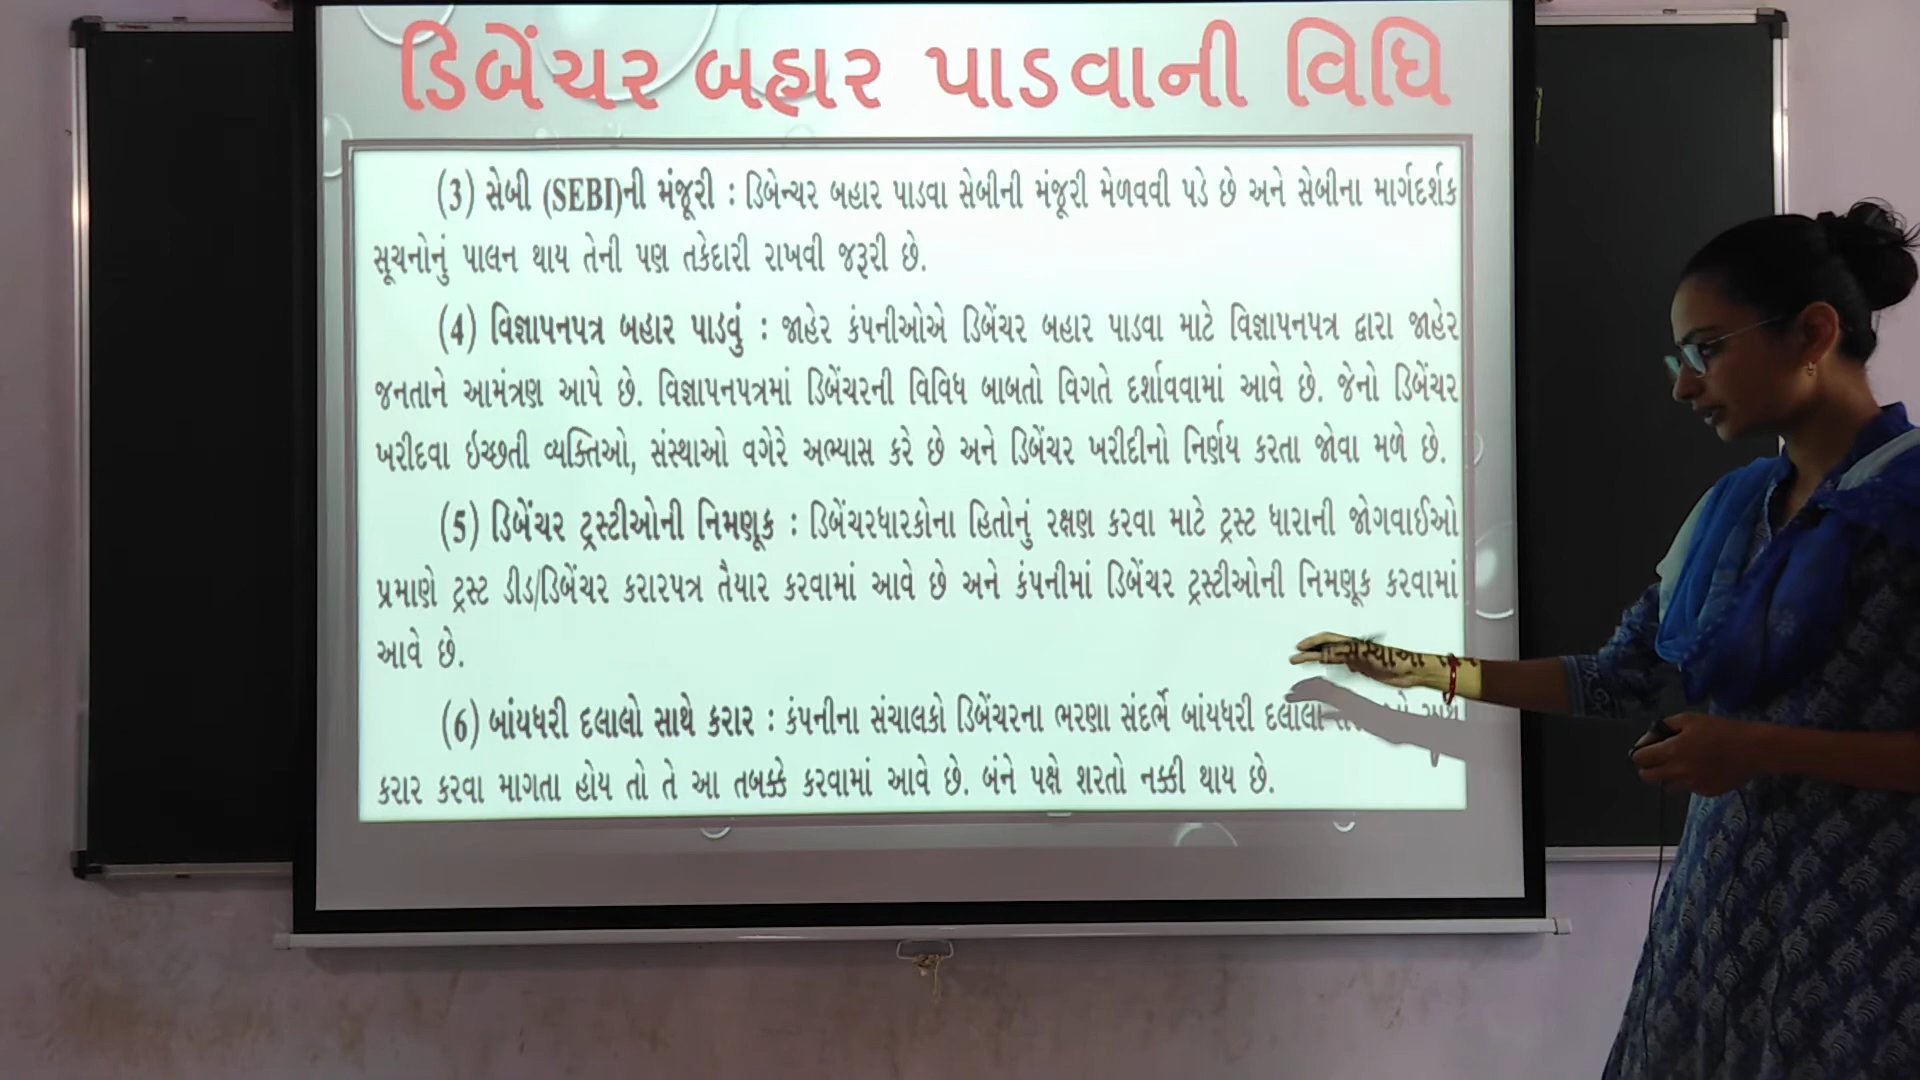 ડિબેંચર બહાર પાડવાની વિધિ
(3) સેબી (SEBI)ની મંજૂરી : ડિબેન્ચર બહાર પાડવા સેબીની મંજૂરી મેળવવી પડે છે અને સેબીના માર્ગદર્શક
સૂચનોનું પાલન થાય તેની પણ તકેદારી રાખવી જરૂરી છે.
(4) વિજ્ઞાપનપત્ર બહાર પાડવું : જાહેર કંપનીઓએ ડિબેંચર બહાર પાડવા માટે વિજ્ઞાપનપત્ર દ્વારા જાહેર
જનતાને આમંત્રણ આપે છે. વિજ્ઞાપનપત્રમાં ડિબેંચરની વિવિધ બાબતો વિગતે દર્શાવવામાં આવે છે. જેનો ડિબેંચર
ખરીદવા ઇચ્છતી વ્યક્તિઓ, સંસ્થાઓ વગેરે અભ્યાસ કરે છે અને ડિબેંચર ખરીદીનો નિર્ણય કરતા જોવા મળે છે.
(5) ડિબેંચર ટ્રસ્ટીઓની નિમણૂક : ડિબેંચરધારકોના હિતોનું રક્ષણ કરવા માટે ટ્રસ્ટ ધારાની જોગવાઈઓ
પ્રમાણે ટ્રસ્ટ ડીડ/ડિબેંચર કરારપત્ર તૈયાર કરવામાં આવે છે અને કંપનીમાં ડિબેંચર ટ્રસ્ટીઓની નિમણૂક કરવામાં
આવે છે.
(6) બાંયધરી દલાલો સાથે કરાર : કંપનીના સંચાલકો ડિબેંચરના ભરણા સંદર્ભે બાંયધરી દલાલ સંસ્થાઓ
કરાર કરવા માગતા હોય તો તે આ તબક્કે કરવામાં આવે છે. બંને પક્ષે શરતો નક્કી થાય છે.